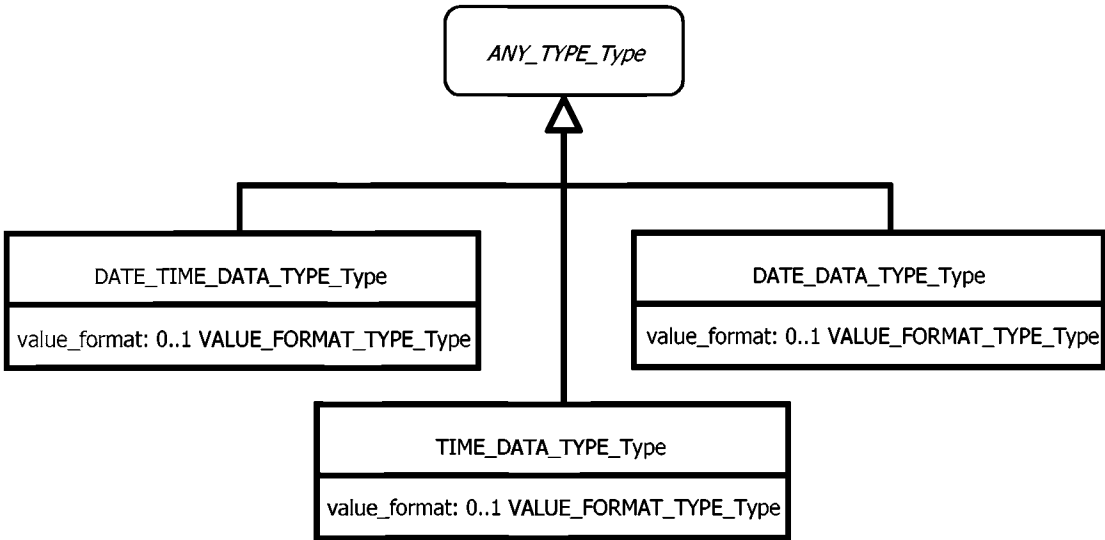 ANY_TYPE_Type
DATE_TIME_DATA_TYPE_Type
value_format: 0..1 VALUE_FORMAT_TYPE_Type
DATE_DATA_TYPE_Type
value_format: 0..1 VALUE_FORMAT_TYPE_Type
TIME_DATA_TYPE_Type
value_format: 0..1 VALUE_FORMAT_TYPE_Type